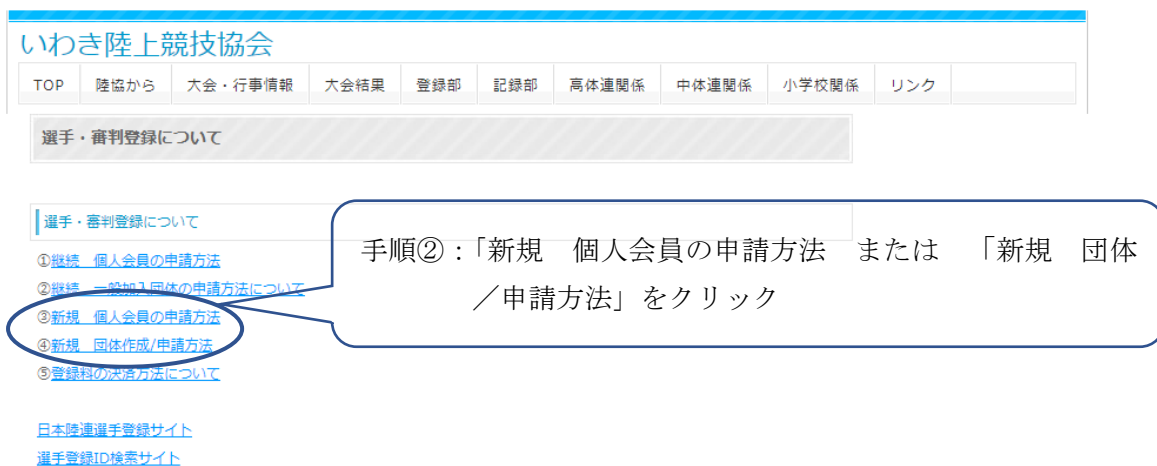 いわき陸上競技協会
TOP 陸協から 大会・行事情報 大会結果 登録部 記録部 高体連関係 中体連関係 小学校関係 リンク
選手・審判登録について
選手・審判登録について
①継続　個人会員の申請方法
②継続　一般加入団体の申請方法について
③新規　個人会員の申請方法
④新規　団体作成/申請方法
⑤登録料の決済方法について
手順②：「新規　個人会員の申請方法　または　「新規　団体
／申請方法」をクリック
日本陸連選手登録サイト
選手登録ID検索サイト